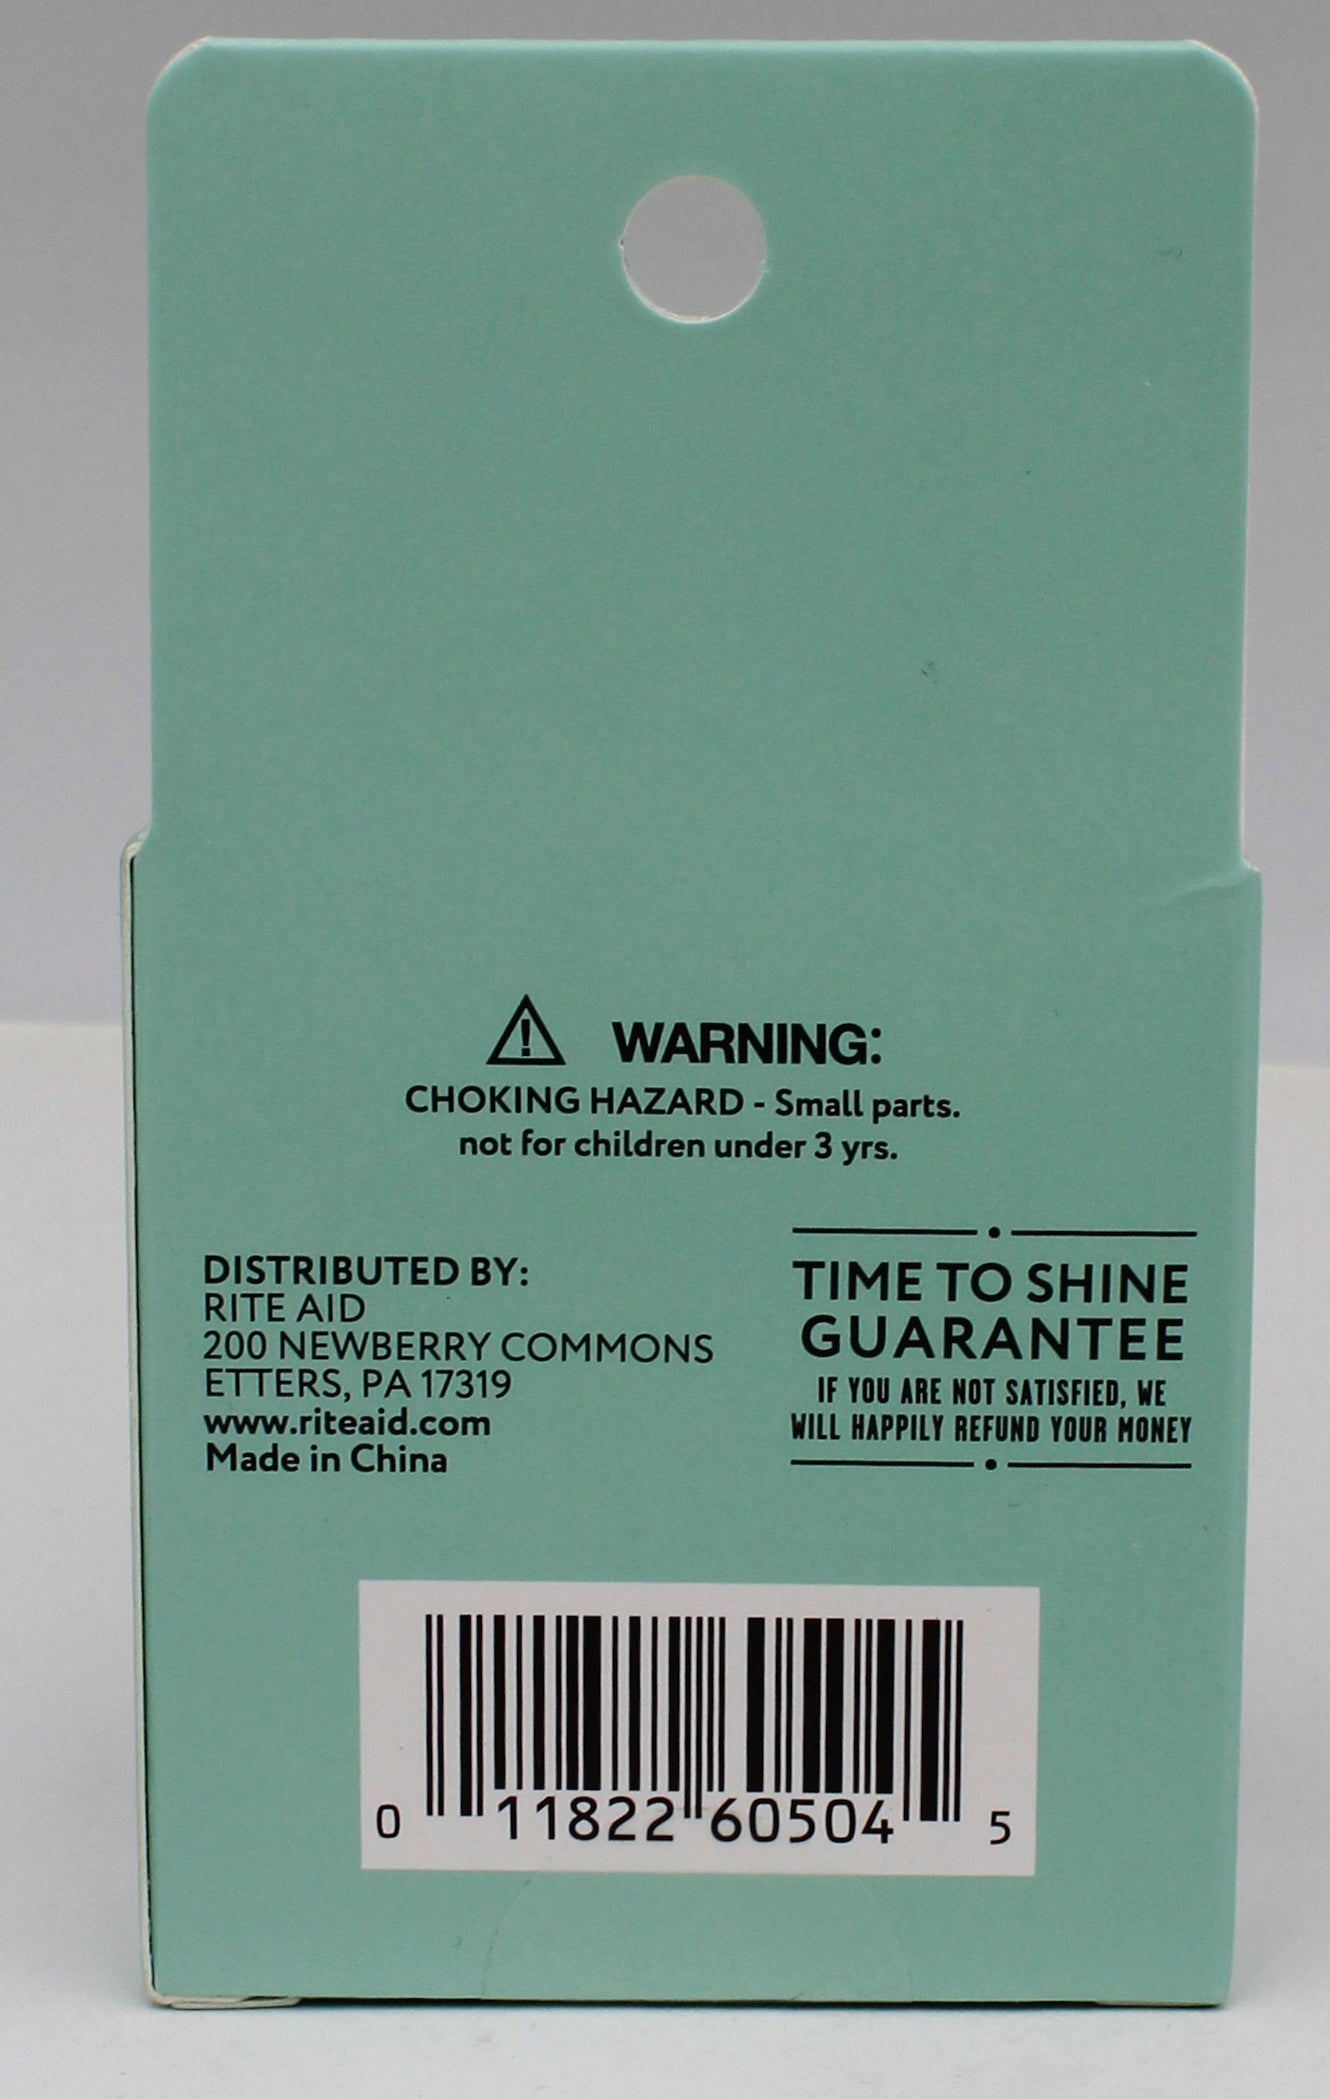 WARNING:
CHOKING HAZARD - Small parts.
not for children under 3 yrs.
DISTRIBUTED BY:
RITE AID
200 NEWBERRY COMMONS
ETTERS, PA 17319
www.riteaid.com
Made in China
TIME TO SHINE
GUARANTEE
IF YOU ARE NOT SATISFIED, WE
WILL HAPPILY REFUND YOUR MONEY
0 11822 60504 5